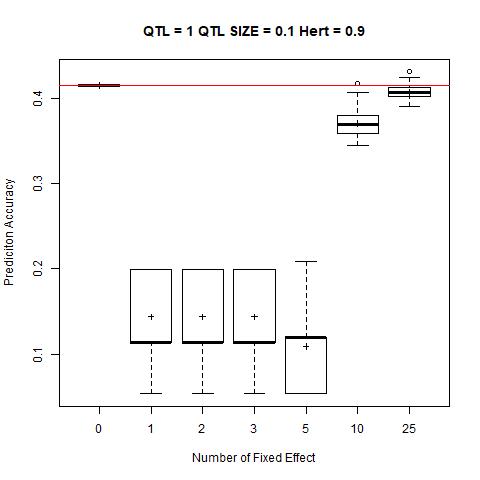 QTL = 1 QTL SIZE = 0.1 Hert = 0.9
0.4
0.3
0.2
0.1
Prediciton Accuracy
0 1 2 3 5 10 25
Number of Fixed Effect